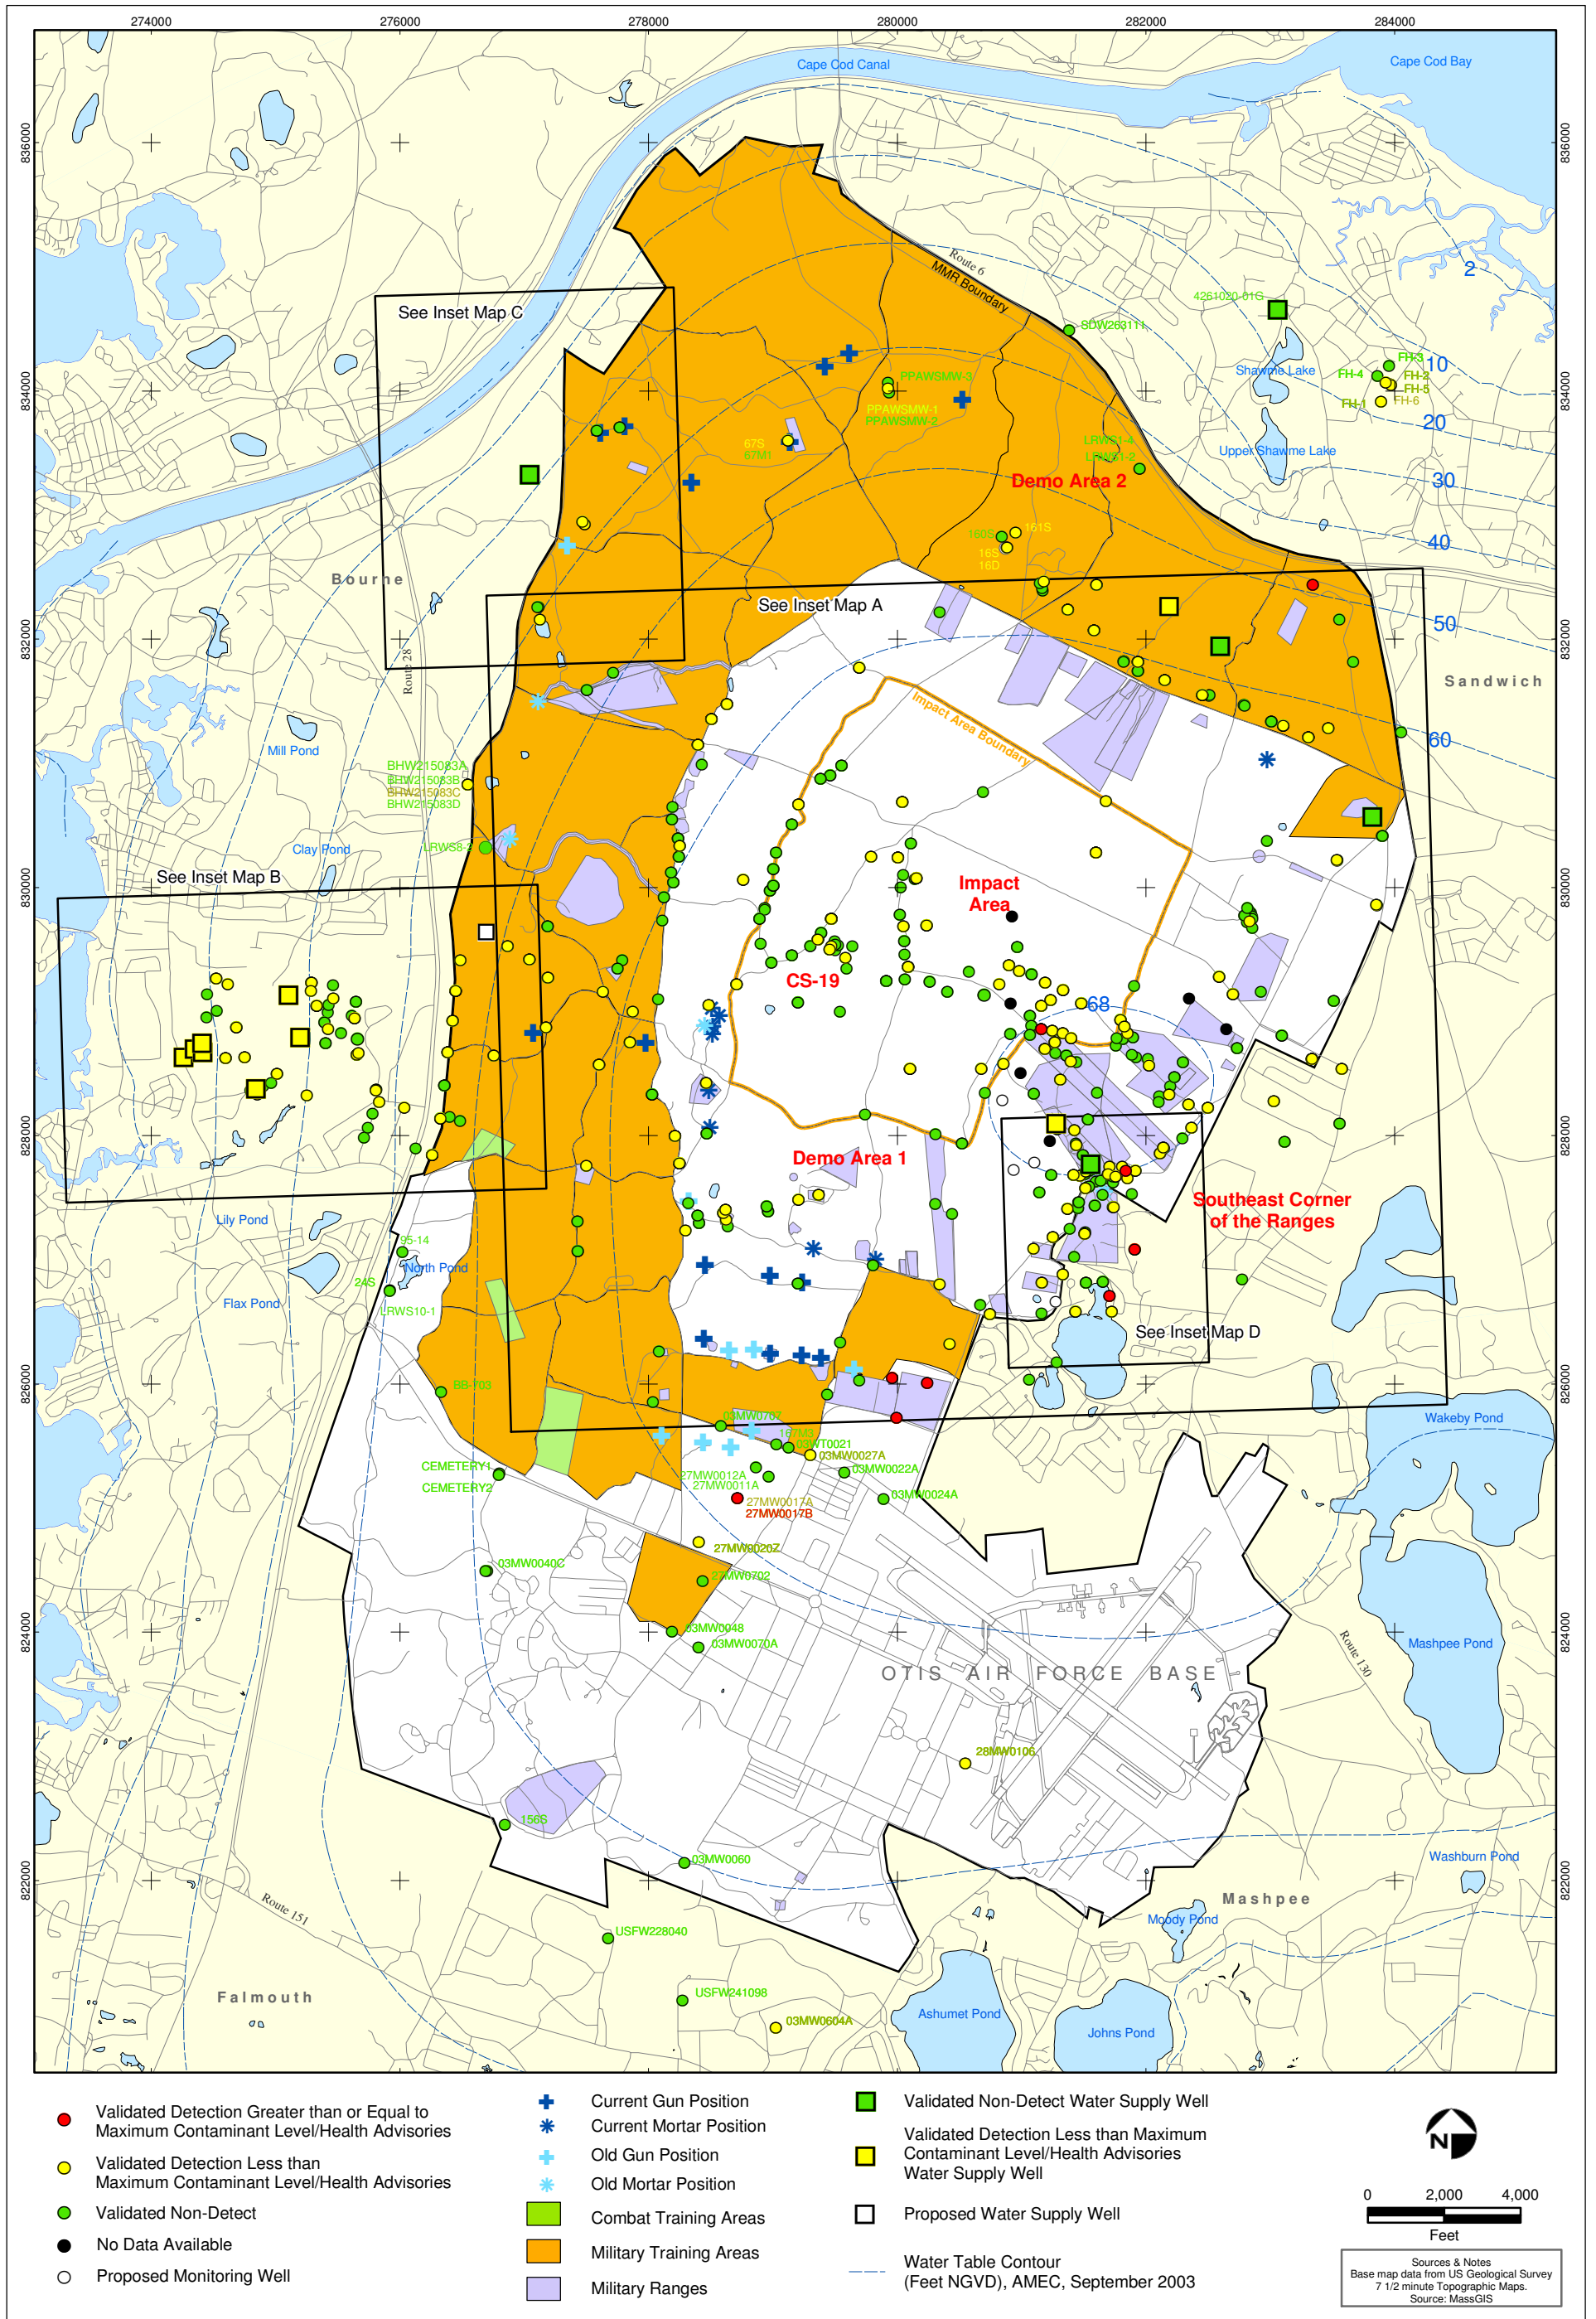 274000
276000
278000
280000
282000
284000
Cape Cod Canal
Cape Cod Bay
836000
836000
Route 6
MMR Boundary
2
4261020-01G
See Inset Map C
SDW263111
Shawme Lake
FH-3
10
FH-4
FH-2
FH-5
FH-1
FH-6
834000
834000
PPAWSMW-3
PPAWSMW-1
PPAWSMW-2
20
67S
67M1
LRWS1-4
LRWS1-2
Upper Shawme Lake
Demo Area 2
30
161S
160S
16S
16D
40
Bourne
See Inset Map A
50
832000
832000
Route 28
Sandwich
Impact Area Boundary
60
Mill Pond
BHW215083A
BHW215083B
BHW215083C
BHW215083D
LRWS8-2
Clay Pond
See Inset Map B
830000
830000
Impact
Area
CS-19
68
828000
828000
Demo Area 1
Southeast Corner
of the Ranges
Lily Pond
95-14
North Pond
24S
LRWS10-1
Flax Pond
See Inset Map D
826000
826000
BB-703
Wakeby Pond
03MW0707
167M3
03WT0021
03MW0027A
CEMETERY1
CEMETERY2
27MW0012A
27MW0011A
03MW0022A
03MW0024A
27MW0017A
27MW0017B
27MW0020Z
03MW0040C
27MW0702
824000
824000
03MW0048
03MW0070A
Route 130
Mashpee Pond
OTIS AIR FORCE BASE
28MW0106
156S
03MW0060
822000
822000
Washburn Pond
Mashpee
Route 151
Moody Pond
USFW228040
Falmouth
USFW241098
03MW0604A
Ashumet Pond
Johns Pond
Validated Detection Greater than or Equal to
Maximum Contaminant Level/Health Advisories
Validated Detection Less than
Maximum Contaminant Level/Health Advisories
Validated Non-Detect
No Data Available
Proposed Monitoring Well
Current Gun Position
Current Mortar Position
Old Gun Position
Old Mortar Position
Combat Training Areas
Military Training Areas
Military Ranges
Validated Non-Detect Water Supply Well
Validated Detection Less than Maximum
Contaminant Level/Health Advisories
Water Supply Well
Proposed Water Supply Well
Water Table Contour
(Feet NGVD), AMEC, September 2003
N
0 2,000 4,000
Feet
Sources & Notes
Base map data from US Geological Survey
7 1/2 minute Topographic Maps.
Source: MassGIS